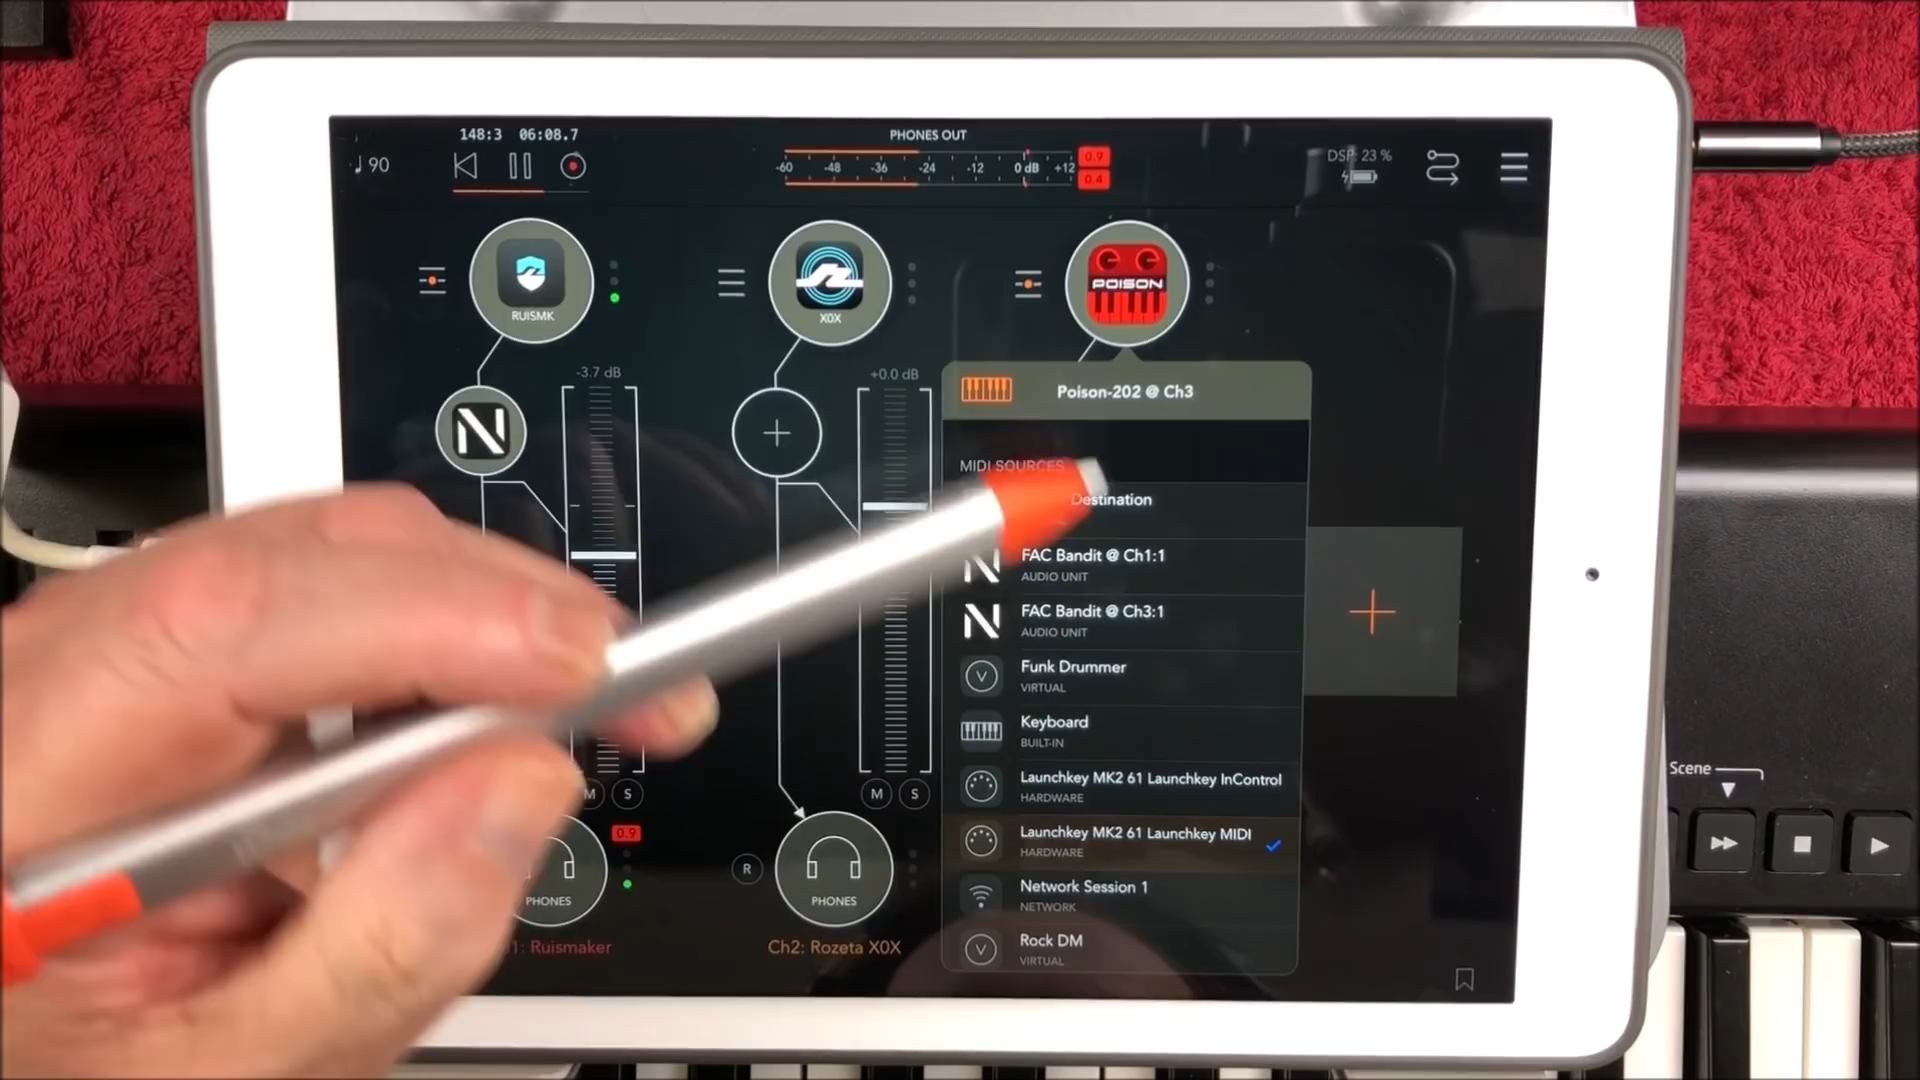 148:3 06:08.7
♩ 90
PHONES OUT
-60 -48 -36 -24 -12 0 dB +12
0.9
0.4
DSP: 23 %
RUISMK
X0X
POISON
-3.7 dB
+0.0 dB
Poison-202 @ Ch3
MIDI SOURCES
Destination
FAC Bandit @ Ch1:1
AUDIO UNIT
FAC Bandit @ Ch3:1
AUDIO UNIT
Funk Drummer
VIRTUAL
Keyboard
BUILT-IN
Launchkey MK2 61 Launchkey InControl
HARDWARE
Launchkey MK2 61 Launchkey MIDI
HARDWARE
Network Session 1
NETWORK
Rock DM
VIRTUAL
M S
M S
0.9
R
PHONES
PHONES
1: Ruismaker
Ch2: Rozeta X0X
Scene